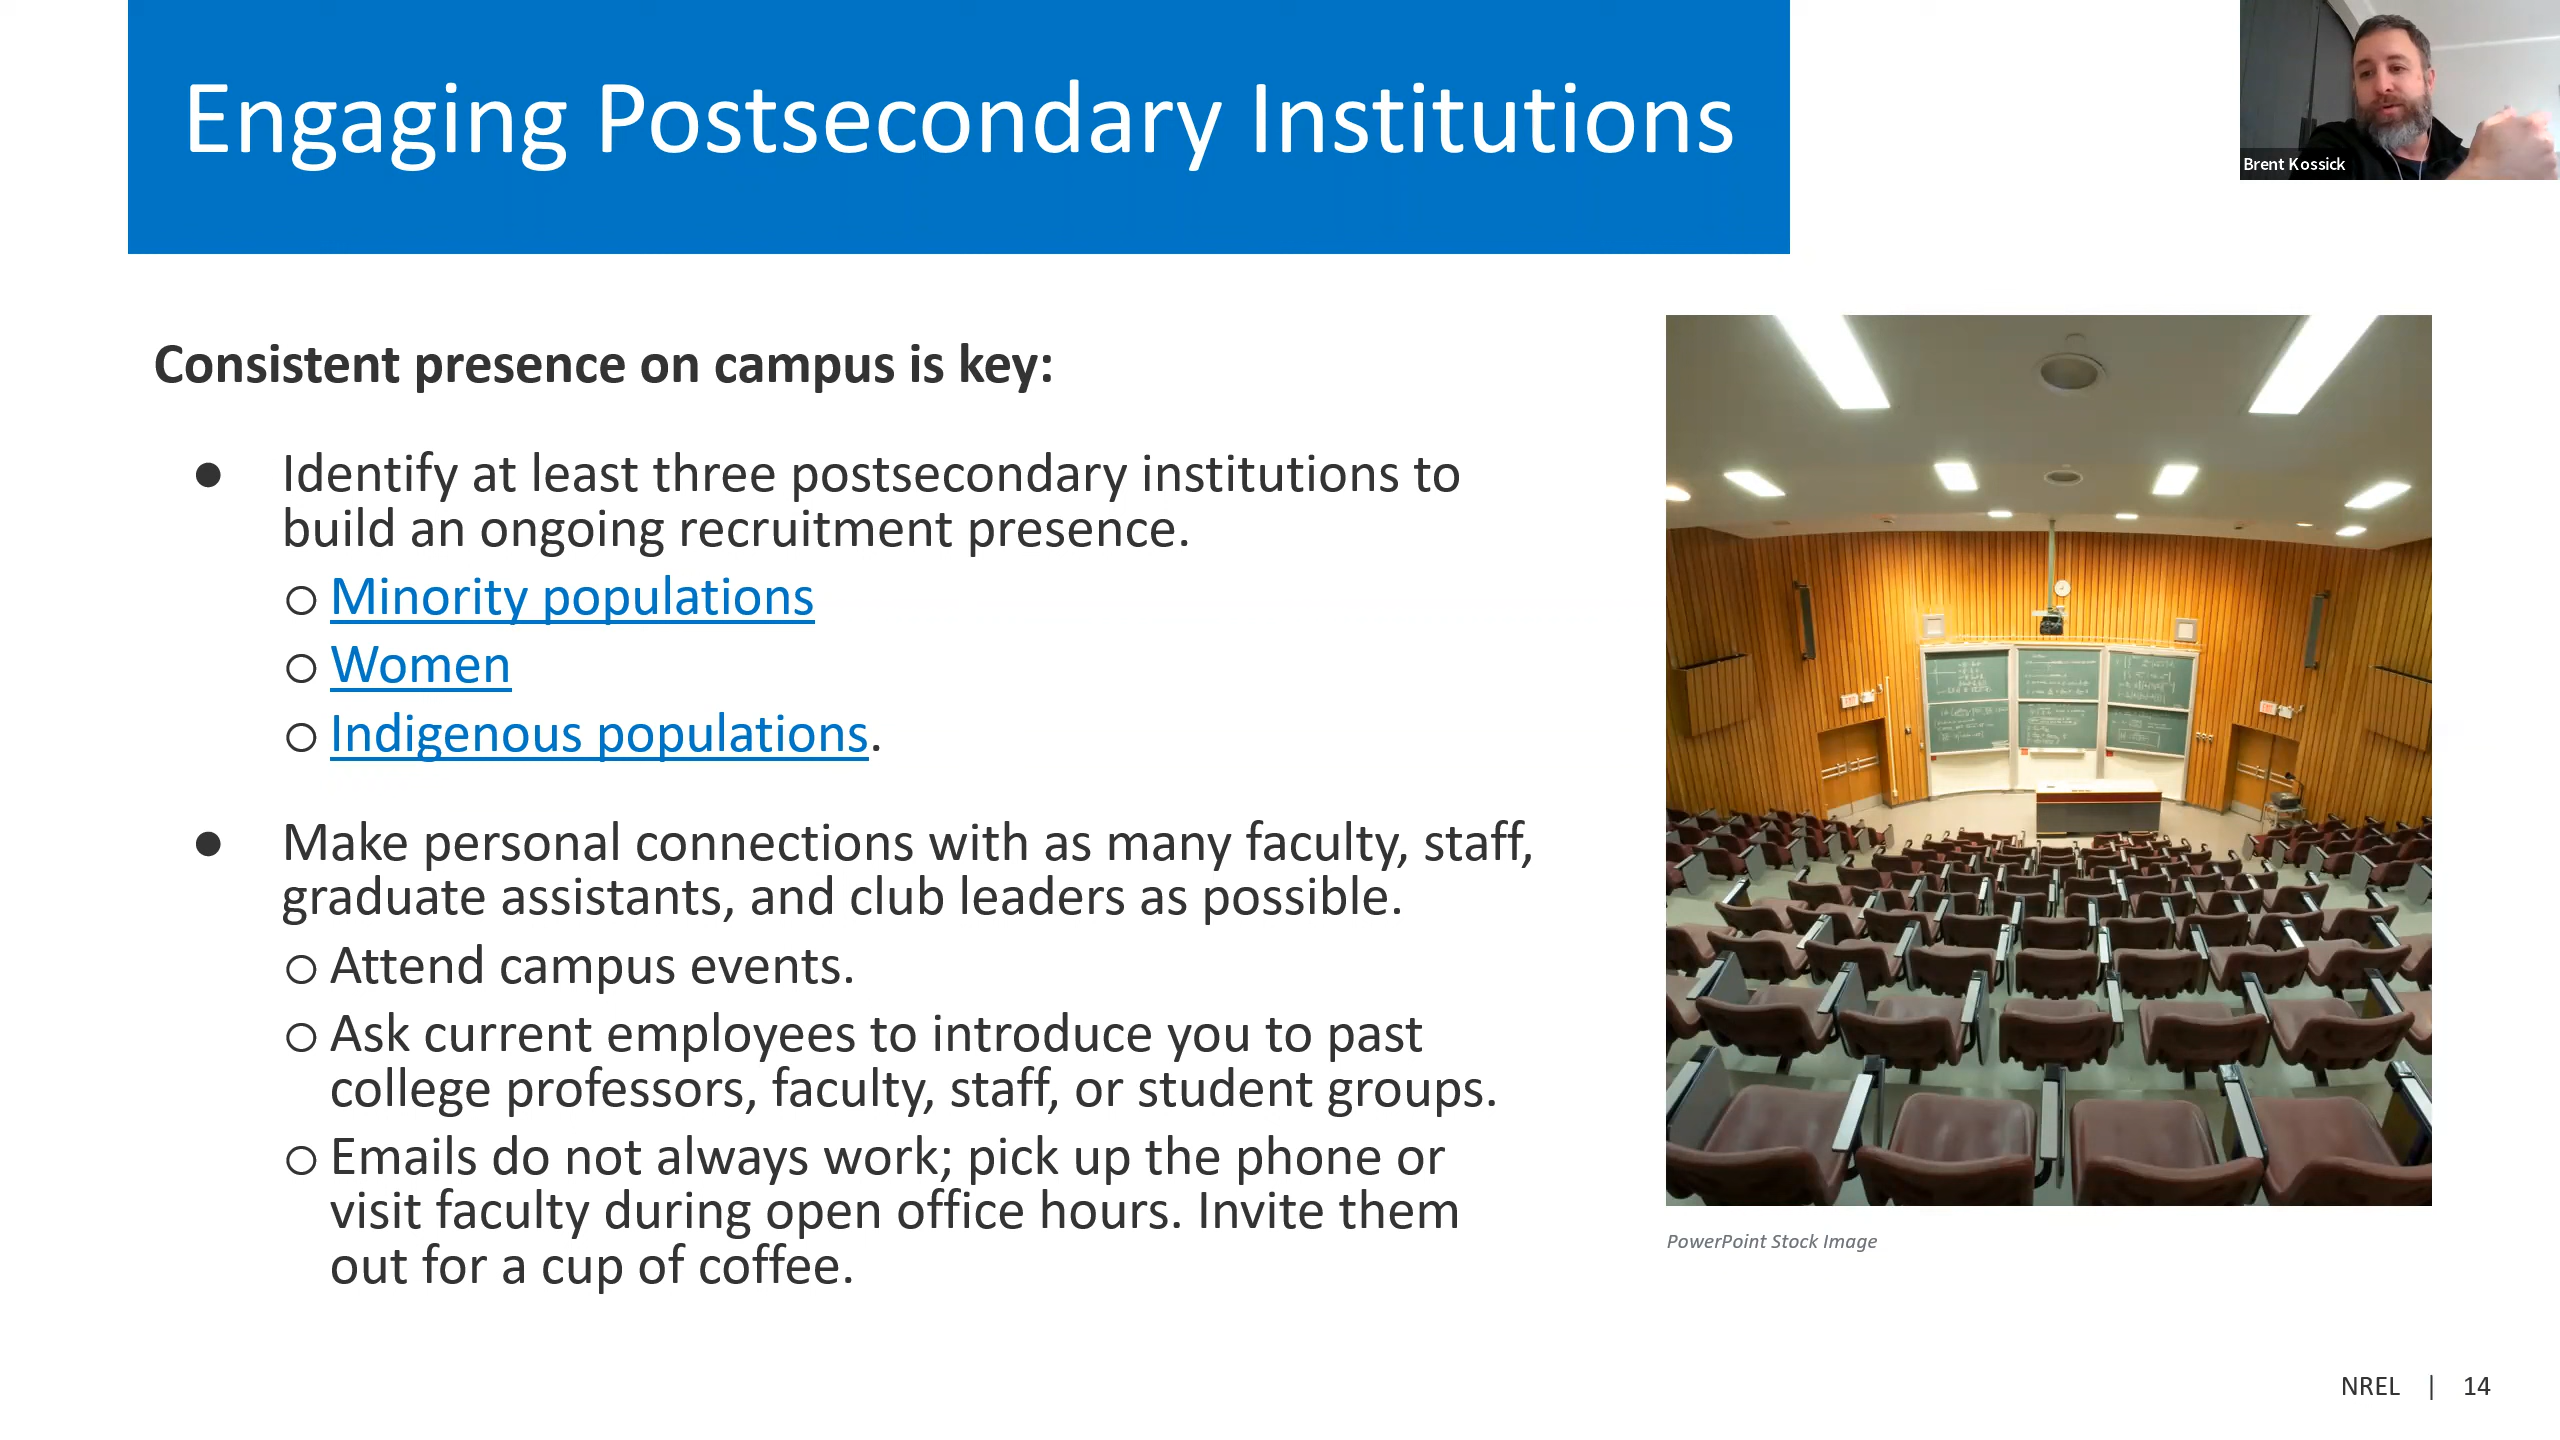 Engaging Postsecondary Institutions
Brent Kossick
Consistent presence on campus is key:
● Identify at least three postsecondary institutions to
build an ongoing recruitment presence.
○ Minority populations
○ Women
○ Indigenous populations.
● Make personal connections with as many faculty, staff,
graduate assistants, and club leaders as possible.
○ Attend campus events.
○ Ask current employees to introduce you to past
college professors, faculty, staff, or student groups.
○ Emails do not always work; pick up the phone or
visit faculty during open office hours. Invite them
out for a cup of coffee.
PowerPoint Stock Image
NREL | 14